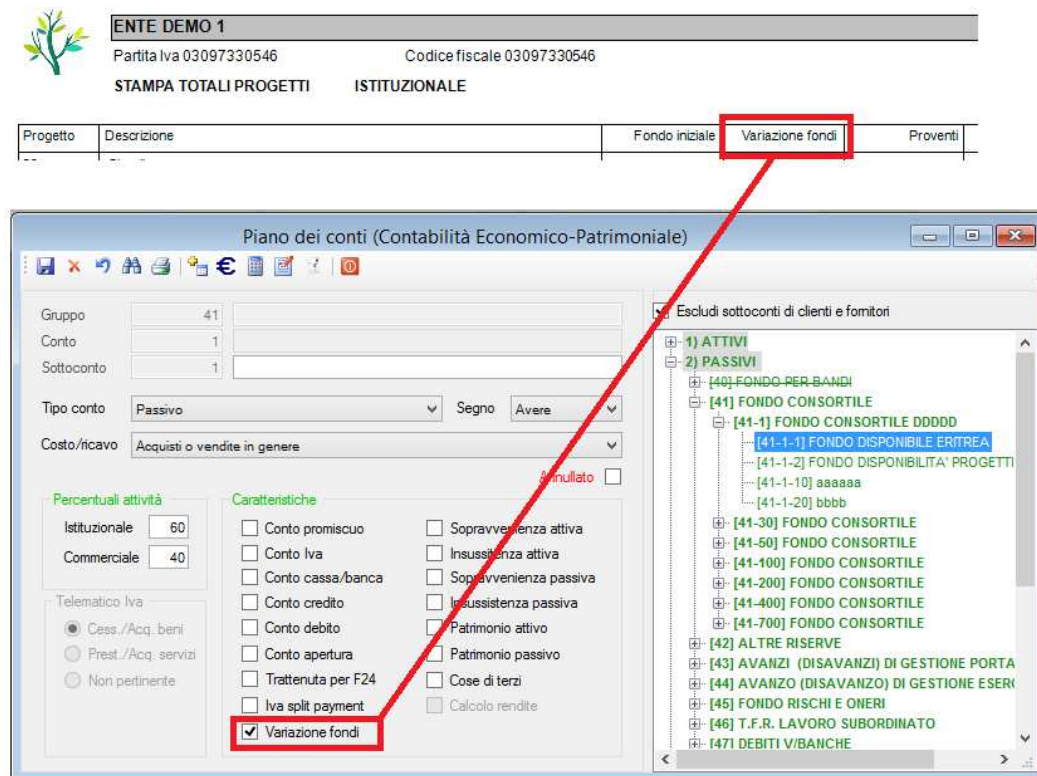 ENTE DEMO 1
Partita Iva 03097330546 Codice fiscale 03097330546
STAMPA TOTALI PROGETTI ISTITUZIONALE
Progetto Descrizione Fondo iniziale Variazione fondi Proventi
Piano dei conti (Contabilità Economico-Patrimoniale)
Gruppo 41
Conto 1
Sottoconto 1
Tipo conto Passivo Segno Avere
Costo/ricavo Acquisti o vendite in genere
Annullato
Percentuali attività
Istituzionale 60
Commerciale 40
Telematico Iva
Cess./Acq. beni
Prest./Acq. servizi
Non pertinente
Caratteristiche
Conto promiscuo
Conto Iva
Conto cassa/banca
Conto credito
Conto debito
Conto apertura
Trattenuta per F24
Iva split payment
Variazione fondi
Sopravvenienza attiva
Insussitenza attiva
Sopravvenienza passiva
Insussistenza passiva
Patrimonio attivo
Patrimonio passivo
Cose di terzi
Calcolo rendite
Escludi sottoconti di clienti e fornitori
1) ATTIVI
2) PASSIVI
[40] FONDO PER BANDI
[41] FONDO CONSORTILE
[41-1] FONDO CONSORTILE DDDDD
[41-1-1] FONDO DISPONIBILE ERITREA
[41-1-2] FONDO DISPONIBILITA' PROGETTI
[41-1-10] aaaaaa
[41-1-20] bbbb
[41-30] FONDO CONSORTILE
[41-50] FONDO CONSORTILE
[41-100] FONDO CONSORTILE
[41-200] FONDO CONSORTILE
[41-400] FONDO CONSORTILE
[41-700] FONDO CONSORTILE
[42] ALTRE RISERVE
[43] AVANZI (DISAVANZI) DI GESTIONE PORTA
[44] AVANZO (DISAVANZO) DI GESTIONE ESER
[45] FONDO RISCHI E ONERI
[46] T.F.R. LAVORO SUBORDINATO
[47] DEBITI V/BANCHE